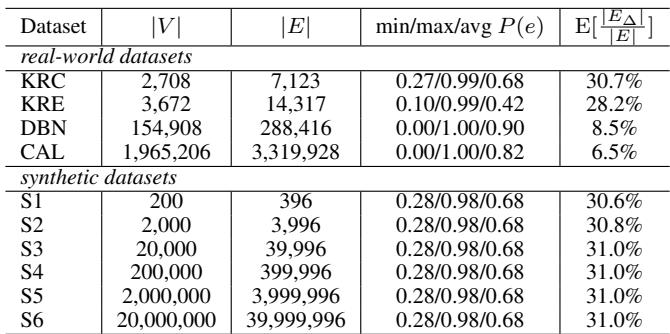 Dataset |V| |E| min/max/avg P(e) E[|E_Δ|/|E|]
real-world datasets
KRC 2,708 7,123 0.27/0.99/0.68 30.7%
KRE 3,672 14,317 0.10/0.99/0.42 28.2%
DBN 154,908 288,416 0.00/1.00/0.90 8.5%
CAL 1,965,206 3,319,928 0.00/1.00/0.82 6.5%
synthetic datasets
S1 200 396 0.28/0.98/0.68 30.6%
S2 2,000 3,996 0.28/0.98/0.68 30.8%
S3 20,000 39,996 0.28/0.98/0.68 31.0%
S4 200,000 399,996 0.28/0.98/0.68 31.0%
S5 2,000,000 3,999,996 0.28/0.98/0.68 31.0%
S6 20,000,000 39,999,996 0.28/0.98/0.68 31.0%